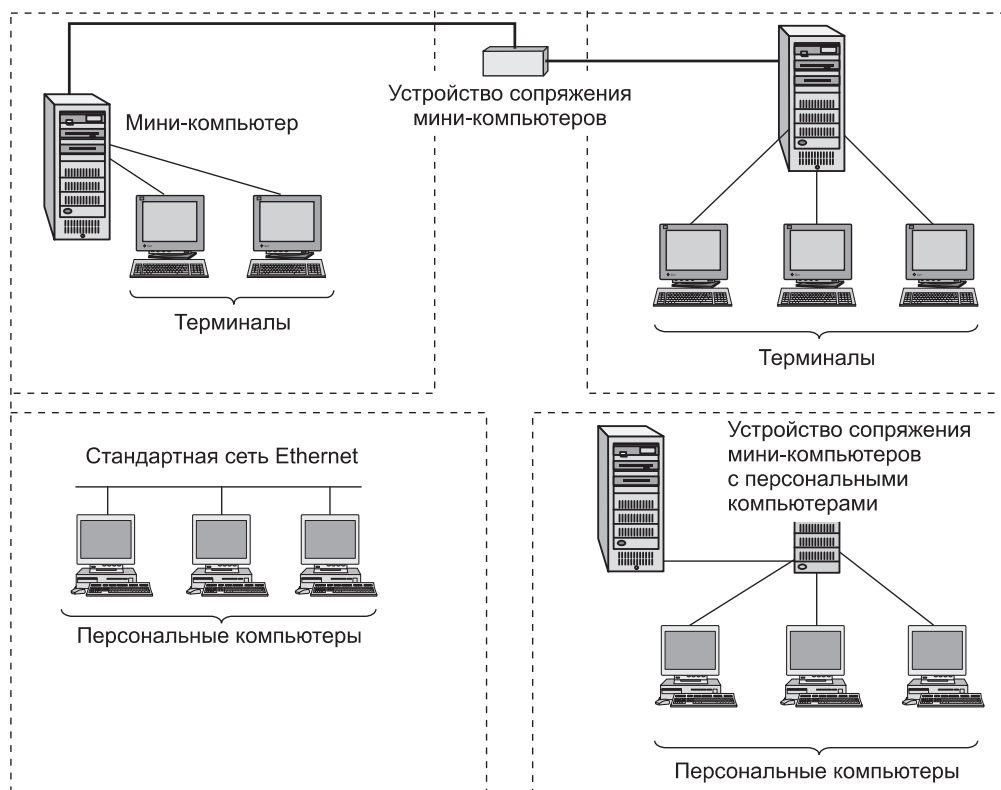 Устройство сопряжения
мини-компьютеров
Мини-компьютер
Терминалы
Терминалы
Стандартная сеть Ethernet
Персональные компьютеры
Устройство сопряжения
мини-компьютеров
с персональными
компьютерами
Персональные компьютеры